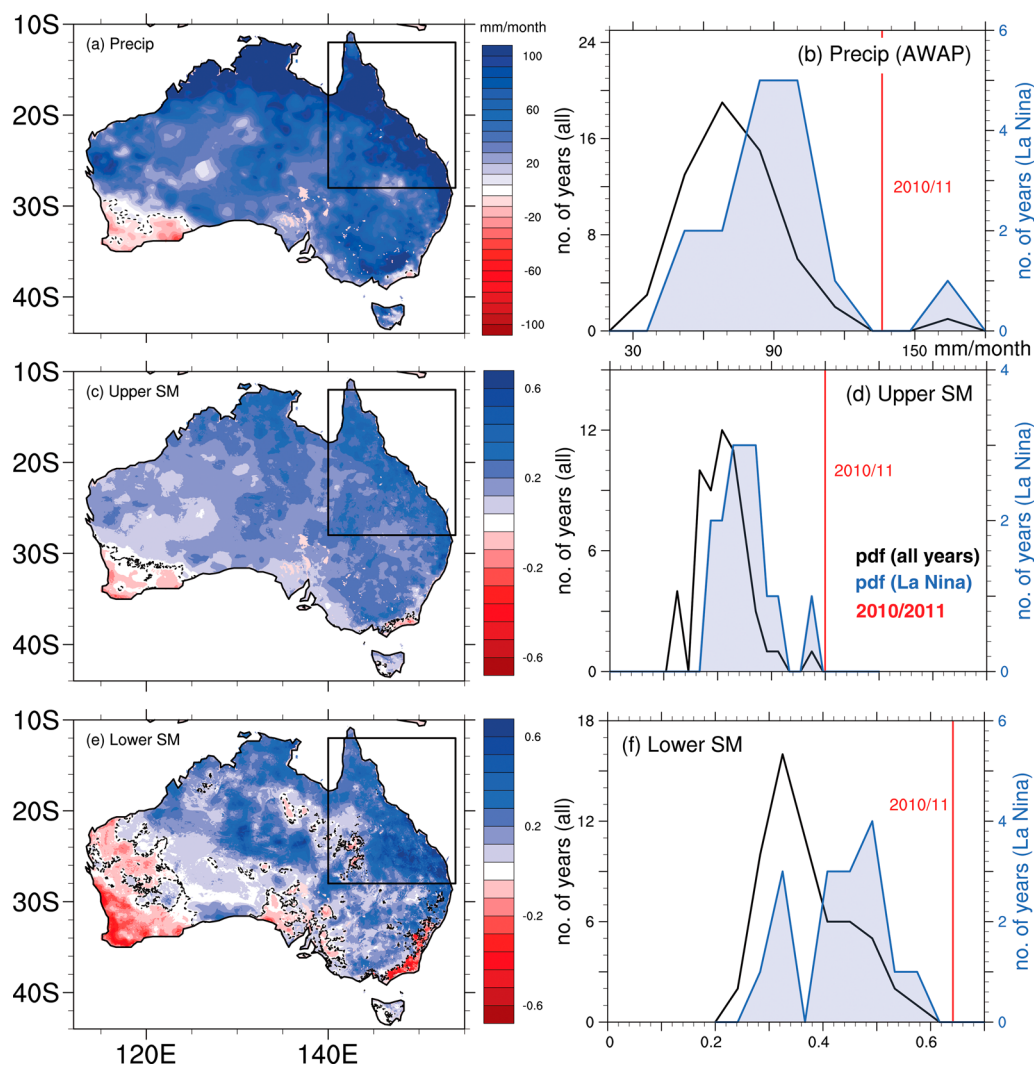 mm/month
10S
20S
30S
40S
(a) Precip
100
60
20
-20
-60
-100
(b) Precip (AWAP)
no. of years (all)
24
16
8
0
2010/11
6
4
2
0
no. of years (La Nina)
30
90
150
mm/month
10S
20S
30S
40S
(c) Upper SM
0.6
0.2
-0.2
-0.6
(d) Upper SM
no. of years (all)
12
6
0
2010/11
pdf (all years)
pdf (La Nina)
2010/2011
4
2
0
no. of years (La Nina)
10S
20S
30S
40S
(e) Lower SM
120E
140E
0.6
0.2
-0.2
-0.6
(f) Lower SM
no. of years (all)
18
12
6
0
2010/11
6
4
2
0
no. of years (La Nina)
0
0.2
0.4
0.6